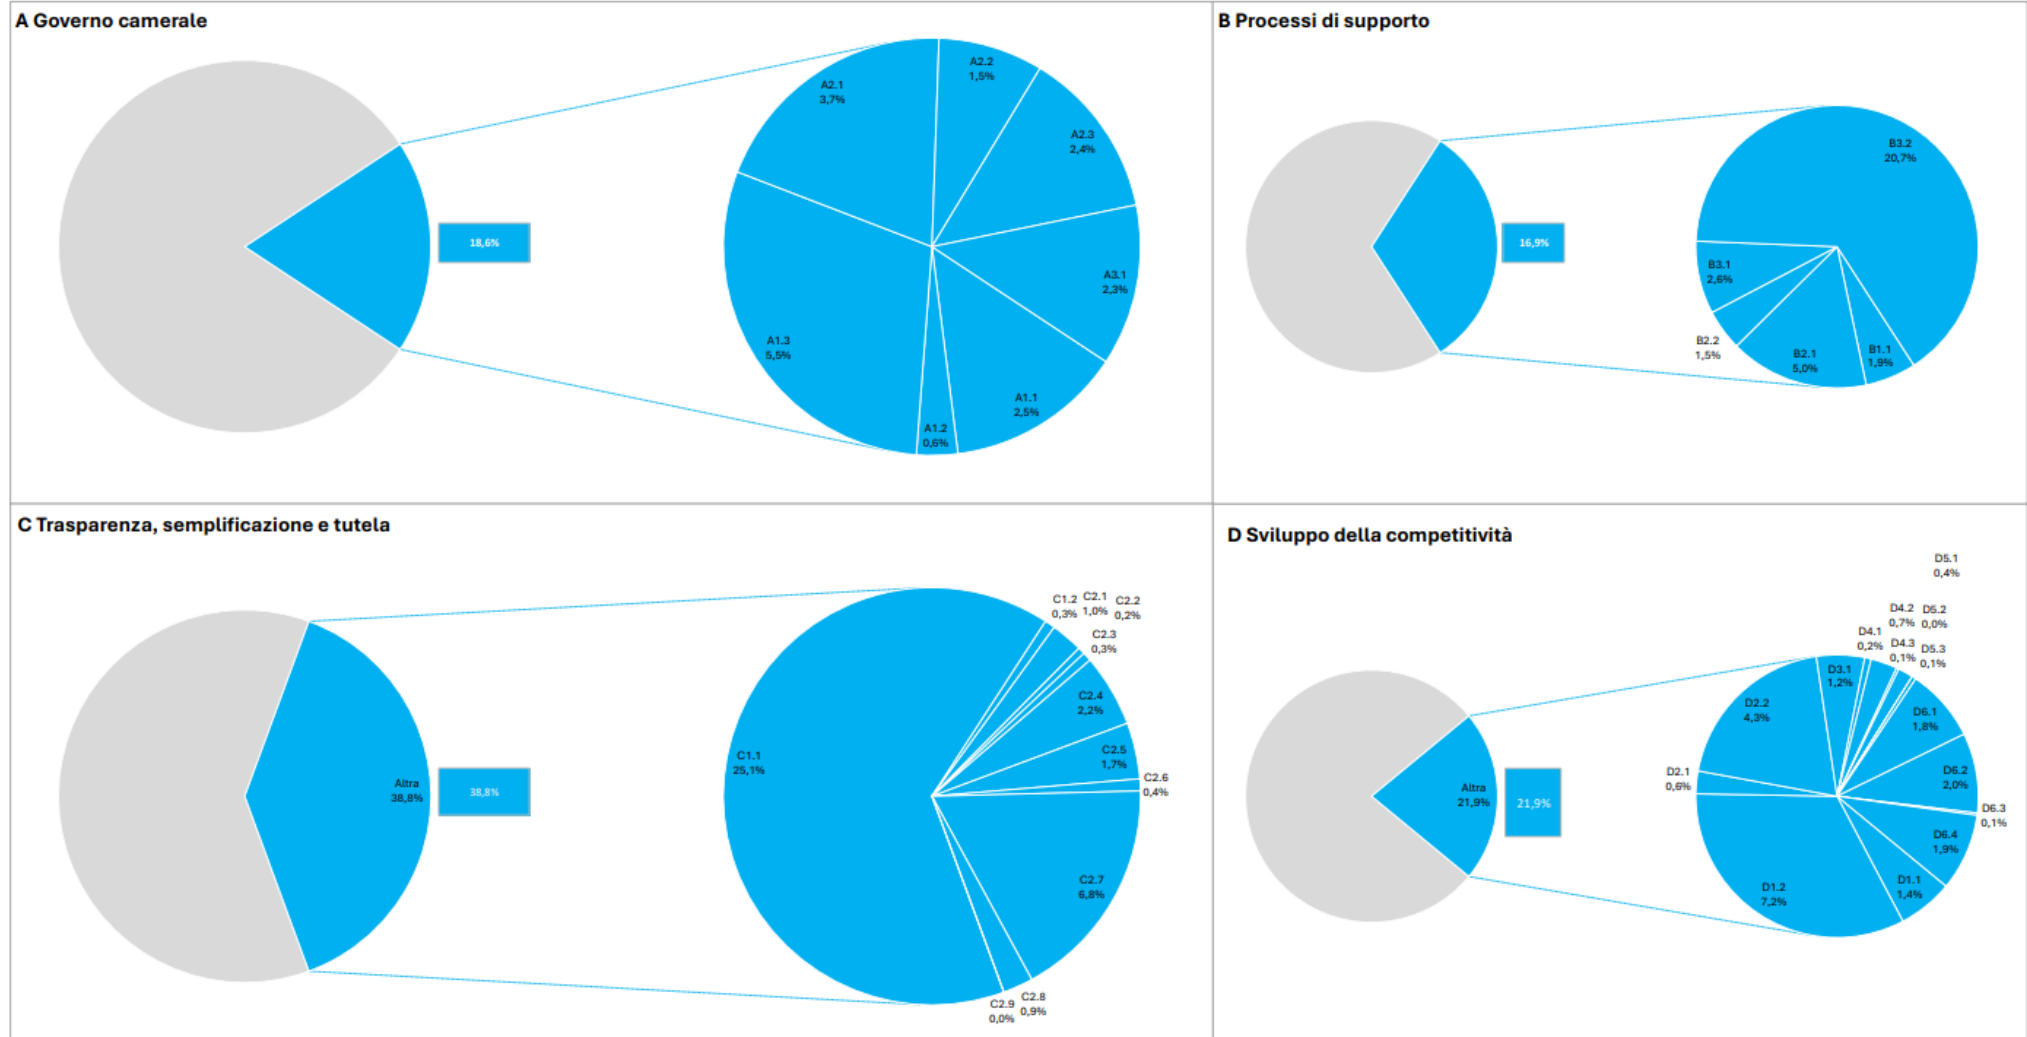 A Governo camerale
A2.2
1,5%
A2.1
3,7%
A2.3
2,4%
18,6%
A3.1
2,3%
A1.3
5,5%
A1.1
2,5%
A1.2
0,6%
B Processi di supporto
B3.2
20,7%
16,9%
B3.1
2,6%
B2.2
1,5%
B2.1
5,0%
B1.1
1,9%
C Trasparenza, semplificazione e tutela
C1.2
0,3%
C2.1
1,0%
C2.2
0,2%
C2.3
0,3%
C2.4
2,2%
C1.1
25,1%
C2.5
1,7%
Altra
38,8%
38,8%
C2.6
0,4%
C2.7
6,8%
C2.9
0,0%
C2.8
0,9%
D Sviluppo della competitività
D5.1
0,4%
D4.2
0,7%
D5.2
0,0%
D4.1
0,2%
D4.3
0,1%
D5.3
0,1%
D3.1
1,2%
D2.2
4,3%
D6.1
1,8%
D2.1
0,6%
D6.2
2,0%
Altra
21,9%
21,9%
D6.3
0,1%
D6.4
1,9%
D1.2
7,2%
D1.1
1,4%